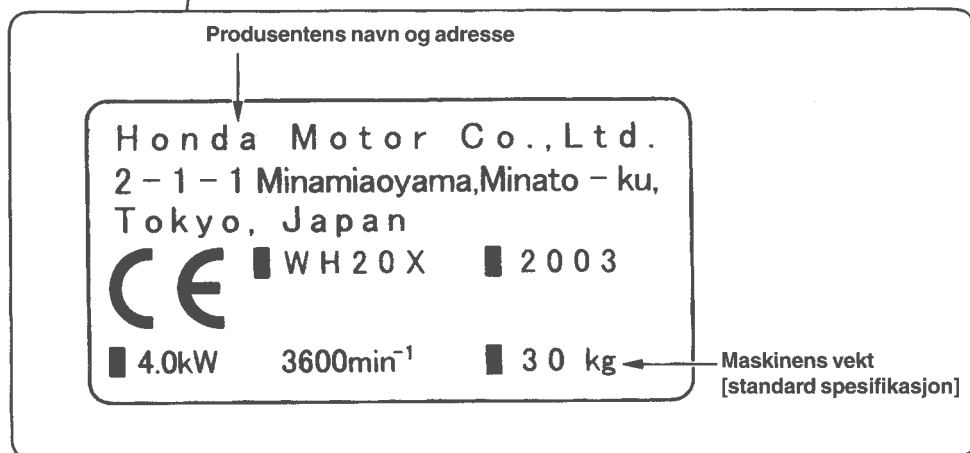 Produsentens navn og adresse
Honda Motor Co.,Ltd.
2-1-1 Minamiaoyama,Minato-ku,
Tokyo, Japan
CE WH20X 2003
4.0kW 3600min⁻¹ 30 kg
Maskinens vekt
[standard spesifikasjon]